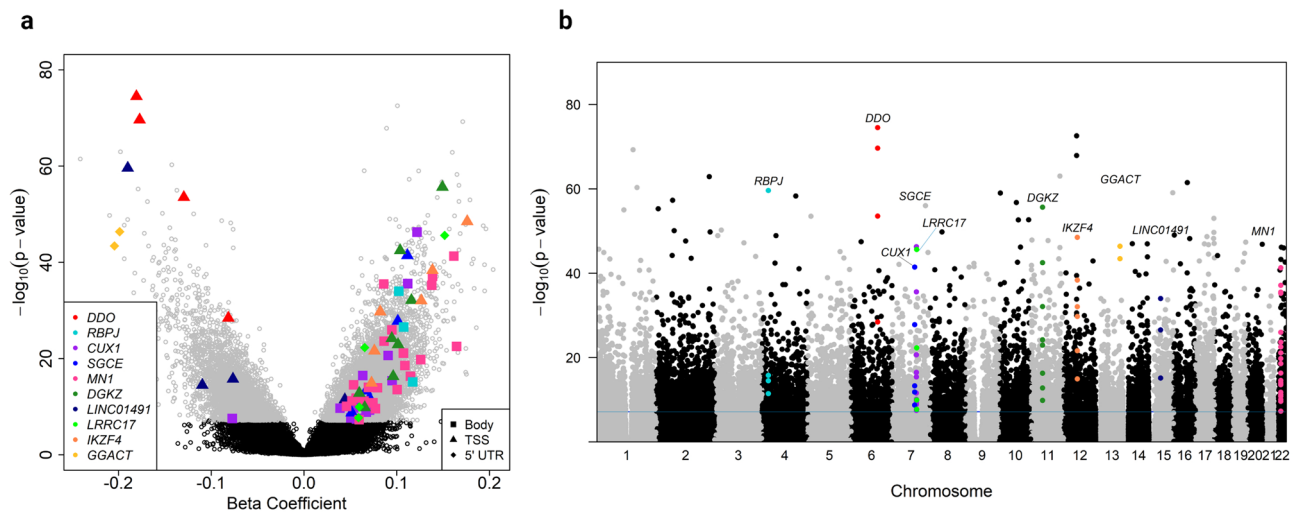 a
−log₁₀(p − value)
80
60
40
20
0
-0.2
-0.1
0.0
0.1
0.2
Beta Coefficient
DDO
RBPJ
CUX1
SGCE
MN1
DGKZ
LINC01491
LRRC17
IKZF4
GGACT
Body
TSS
5' UTR
b
−log₁₀(p − value)
80
60
40
20
0
DDO
RBPJ
SGCE
GGACT
DGKZ
LRRC17
IKZF4
LINC01491
MN1
CUX1
1 2 3 4 5 6 7 8 9 10 11 12 13 14 15 16 17 18 19 20 21 22
Chromosome